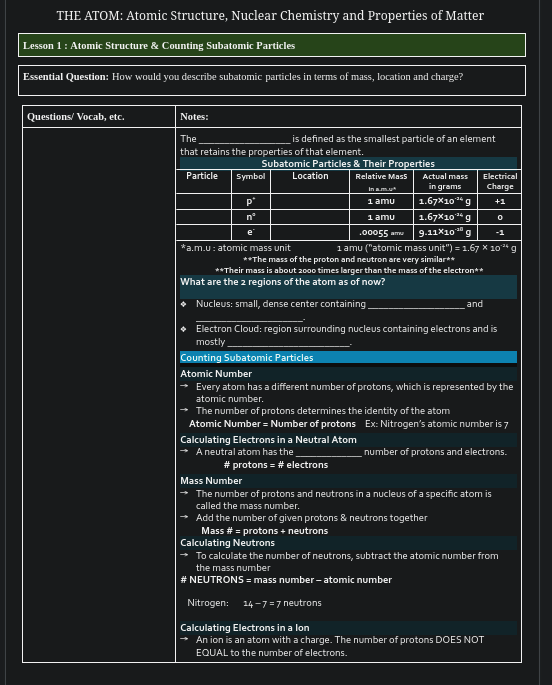 THE ATOM: Atomic Structure, Nuclear Chemistry and Properties of Matter
Lesson 1 : Atomic Structure & Counting Subatomic Particles
Essential Question: How would you describe subatomic particles in terms of mass, location and charge?
Questions/ Vocab, etc.
Notes:
The __________________ is defined as the smallest particle of an element
that retains the properties of that element.
Subatomic Particles & Their Properties
Particle Symbol Location Relative Mass Actual mass Electrical
In a.m.u* in grams Charge
p⁺ 1 amu 1.67×10⁻²⁴ g +1
n⁰ 1 amu 1.67×10⁻²⁴ g 0
e⁻ .00055 amu 9.11×10⁻²⁸ g -1
*a.m.u : atomic mass unit 1 amu ("atomic mass unit") = 1.67 × 10⁻²⁴ g
**The mass of the proton and neutron are very similar**
**Their mass is about 2000 times larger than the mass of the electron**
What are the 2 regions of the atom as of now?
❖ Nucleus: small, dense center containing ___________________ and
_____________________.
❖ Electron Cloud: region surrounding nucleus containing electrons and is
mostly ________________________.
Counting Subatomic Particles
Atomic Number
→ Every atom has a different number of protons, which is represented by the
atomic number.
→ The number of protons determines the identity of the atom
Atomic Number = Number of protons Ex: Nitrogen's atomic number is 7
Calculating Electrons in a Neutral Atom
→ A neutral atom has the _____________ number of protons and electrons.
# protons = # electrons
Mass Number
→ The number of protons and neutrons in a nucleus of a specific atom is
called the mass number.
→ Add the number of given protons & neutrons together
Mass # = protons + neutrons
Calculating Neutrons
→ To calculate the number of neutrons, subtract the atomic number from
the mass number
# NEUTRONS = mass number – atomic number
Nitrogen: 14 – 7 = 7 neutrons
Calculating Electrons in a Ion
→ An ion is an atom with a charge. The number of protons DOES NOT
EQUAL to the number of electrons.